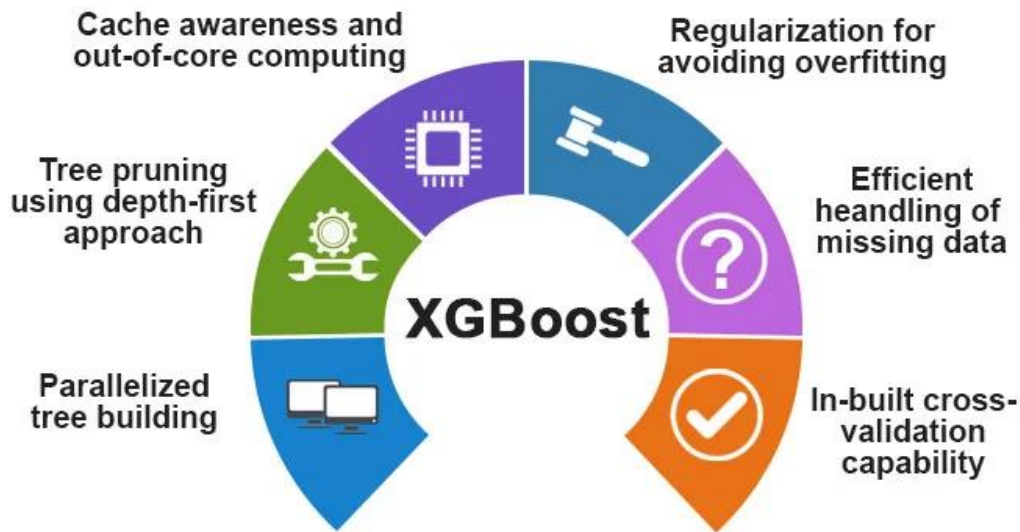 Cache awareness and
out-of-core computing
Regularization for
avoiding overfitting
Tree pruning
using depth-first
approach
Efficient
heandling of
missing data
?
XGBoost
Parallelized
tree building
In-built cross-
validation
capability